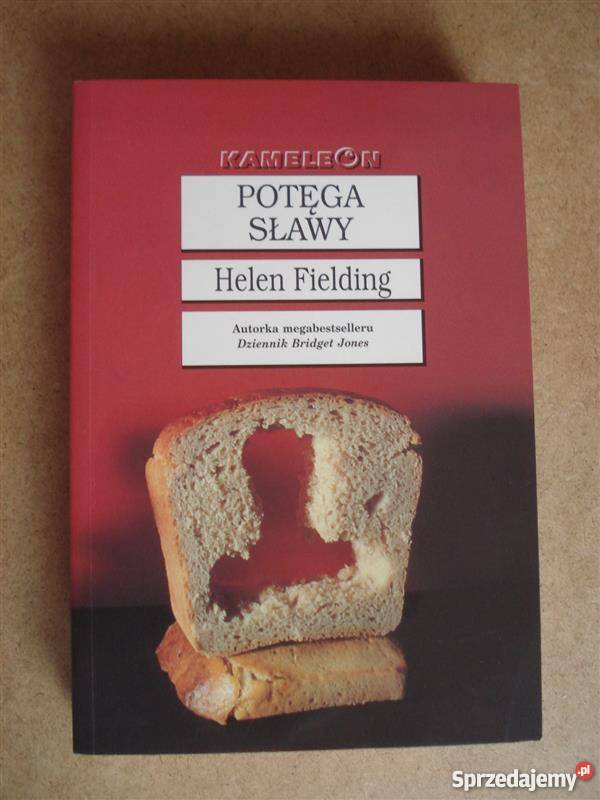 KAMELEON
POTĘGA
SŁAWY
Helen Fielding
Autorka megabestselleru
Dziennik Bridget Jones
Sprzedajemy.pl